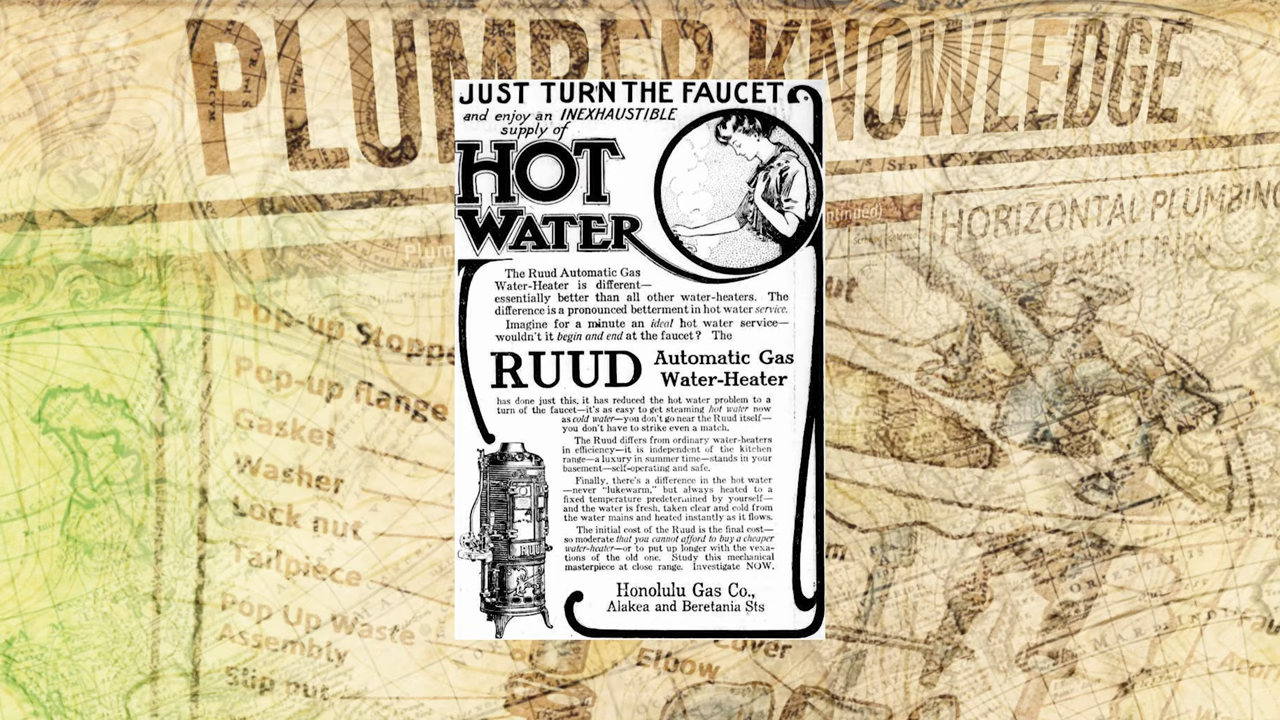 PLUMBER KNOWLEDGE
HORIZONTAL PLUMBING
Pop-up Stopper
Pop-up flange
Gasket
Washer
Lock nut
Tailpiece
Pop Up Waste
Assembly
Slip nut
JUST TURN THE FAUCET
and enjoy an INEXHAUSTIBLE
supply of
HOT
WATER
The Ruud Automatic Gas
Water-Heater is different—
essentially better than all other water-heaters. The
difference is a pronounced betterment in hot water service.
Imagine for a minute an ideal hot water service—
wouldn't it begin and end at the faucet? The
RUUD Automatic Gas
Water-Heater
has done just this, it has reduced the hot water problem to a
turn of the faucet—it's as easy to get steaming hot water now
as cold water—you don't go near the Ruud itself—
you don't have to strike even a match.
The Ruud differs from ordinary water-heaters
in efficiency—it is independent of the kitchen
range—a luxury in summer time—stands in your
basement—self-operating and safe.
Finally, there's a difference in the hot water
—never "lukewarm," but always heated to a
fixed temperature predetermined by yourself—
and the water is fresh, taken clear and cold from
the water mains and heated instantly as it flows.
The initial cost of the Ruud is the final cost—
so moderate that you cannot afford to buy a cheaper
water-heater—or to put up longer with the vexa-
tions of the old one. Study this mechanical
masterpiece at close range. Investigate NOW.
RUUD
Honolulu Gas Co.,
Alakea and Beretania Sts
Cover
Elbow